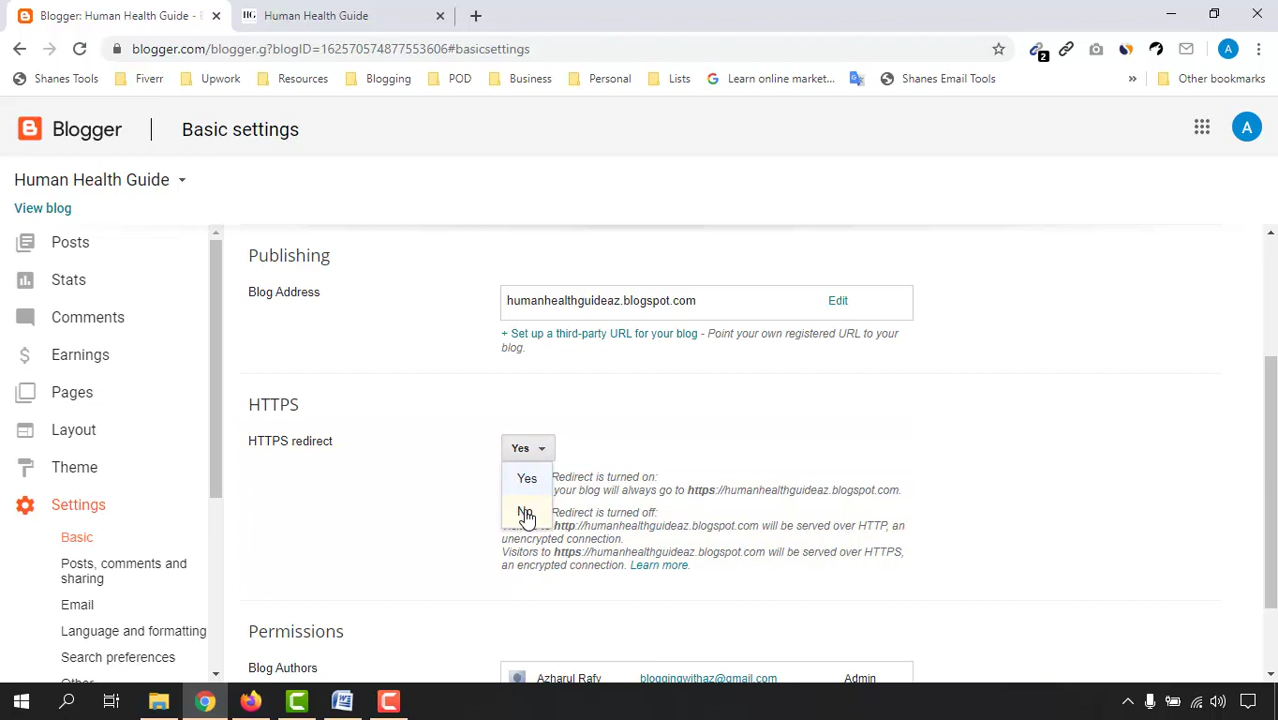 Blogger: Human Health Guide -
Human Health Guide
blogger.com/blogger.g?blogID=162570574877553606#basicsettings
2
A
Shanes Tools
Fiverr
Upwork
Resources
Blogging
POD
Business
Personal
Lists
Learn online market...
Shanes Email Tools
»
Other bookmarks
Blogger
Basic settings
A
Human Health Guide
View blog
Posts
Stats
Comments
Earnings
Pages
Layout
Theme
Settings
Basic
Posts, comments and
sharing
Email
Language and formatting
Search preferences
Other
Publishing
Blog Address
humanhealthguideaz.blogspot.com
Edit
+ Set up a third-party URL for your blog - Point your own registered URL to your
blog.
HTTPS
HTTPS redirect
Yes
Yes
No
Redirect is turned on:
your blog will always go to https://humanhealthguideaz.blogspot.com.
Redirect is turned off:
http://humanhealthguideaz.blogspot.com will be served over HTTP, an
unencrypted connection.
Visitors to https://humanhealthguideaz.blogspot.com will be served over HTTPS,
an encrypted connection. Learn more.
Permissions
Blog Authors
Azharul Rafy
bloggingwithaz@gmail.com
Admin